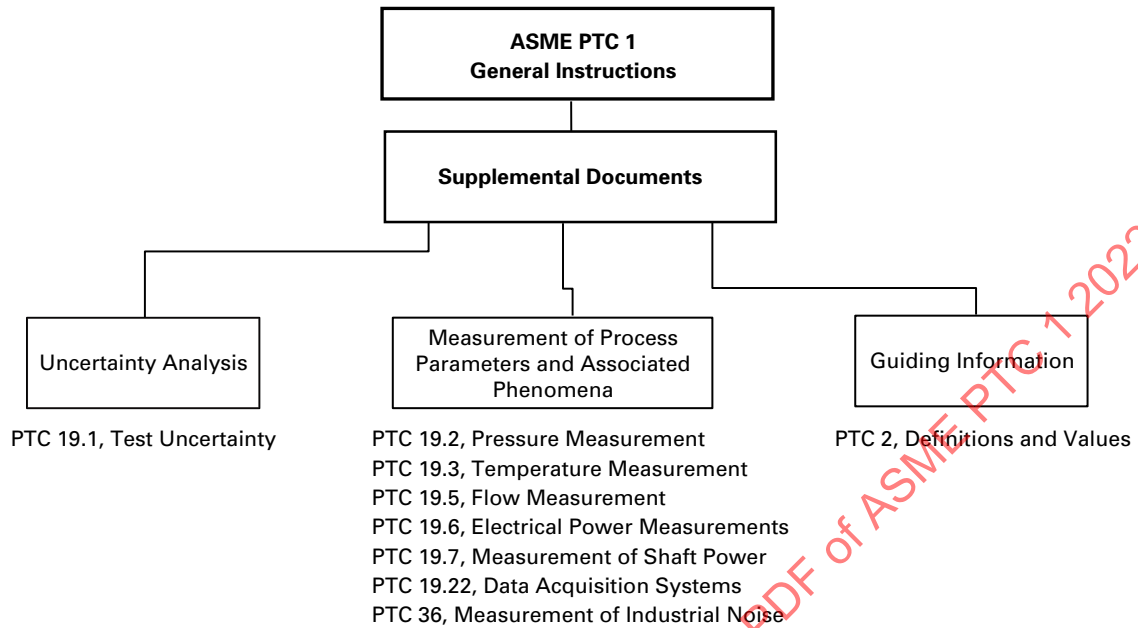 ASME PTC 1
General Instructions
Supplemental Documents
Uncertainty Analysis
PTC 19.1, Test Uncertainty
Measurement of Process
Parameters and Associated
Phenomena
PTC 19.2, Pressure Measurement
PTC 19.3, Temperature Measurement
PTC 19.5, Flow Measurement
PTC 19.6, Electrical Power Measurements
PTC 19.7, Measurement of Shaft Power
PTC 19.22, Data Acquisition Systems
PTC 36, Measurement of Industrial Noise
Guiding Information
PTC 2, Definitions and Values
PDF of ASME PTC 1 2022